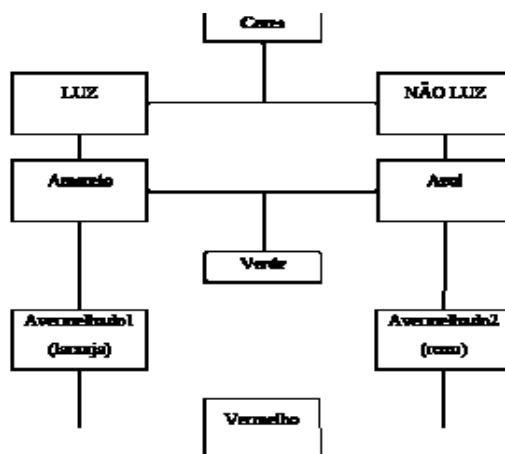 Cores
LUZ
NÃO LUZ
Amarelo
Azul
Verde
Avermelhado1
(laranja)
Avermelhado2
(roxo)
Vermelho